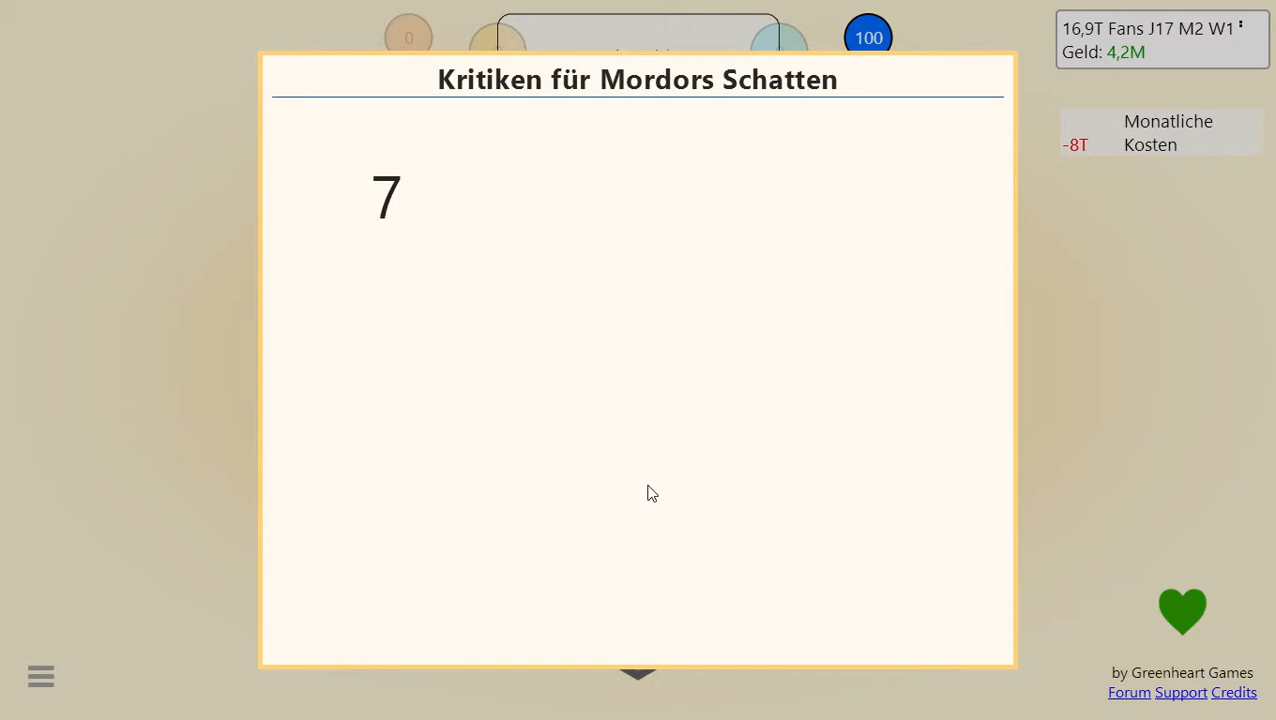 0
100
16,9T Fans J17 M2 W1
Geld: 4,2M
Kritiken für Mordors Schatten
Monatliche
-8T Kosten
7
by Greenheart Games
Forum Support Credits